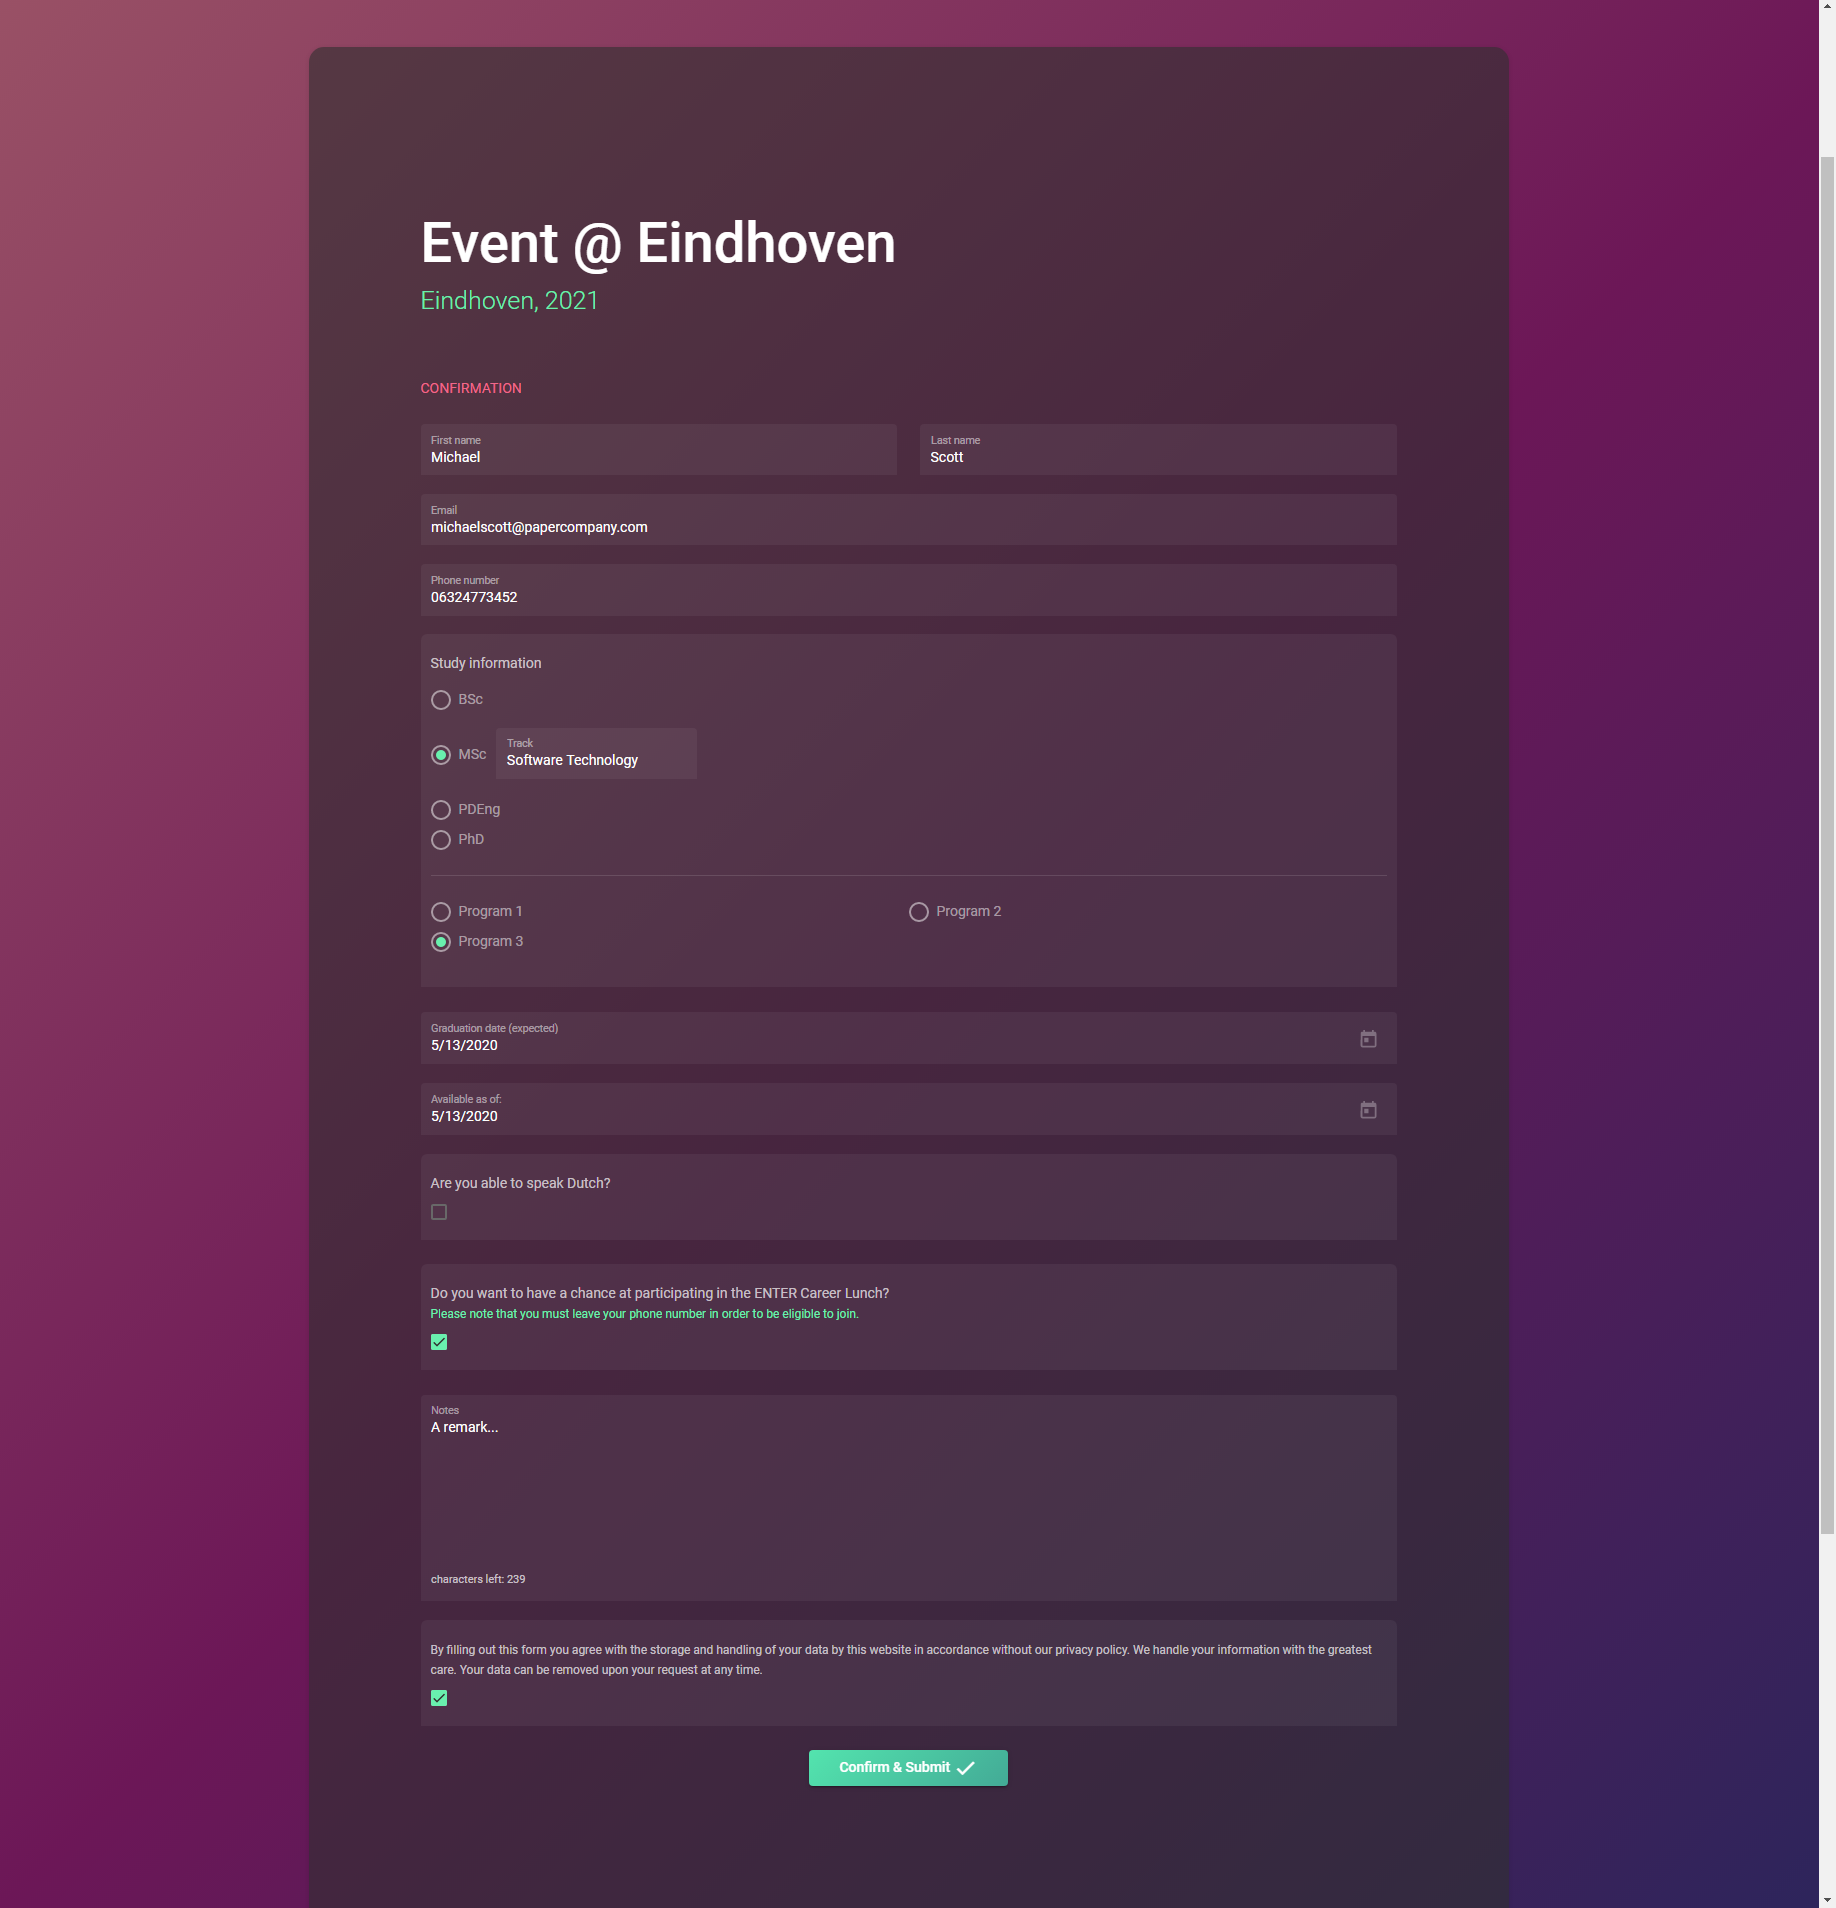 Event @ Eindhoven
Eindhoven, 2021
CONFIRMATION
First name
Michael
Last name
Scott
Email
michaelscott@papercompany.com
Phone number
06324773452
Study information
BSc
MSc
Track
Software Technology
PDEng
PhD
Program 1
Program 2
Program 3
Graduation date (expected)
5/13/2020
Available as of:
5/13/2020
Are you able to speak Dutch?
Do you want to have a chance at participating in the ENTER Career Lunch?
Please note that you must leave your phone number in order to be eligible to join.
Notes
A remark...
characters left: 239
By filling out this form you agree with the storage and handling of your data by this website in accordance without our privacy policy. We handle your information with the greatest
care. Your data can be removed upon your request at any time.
Confirm & Submit